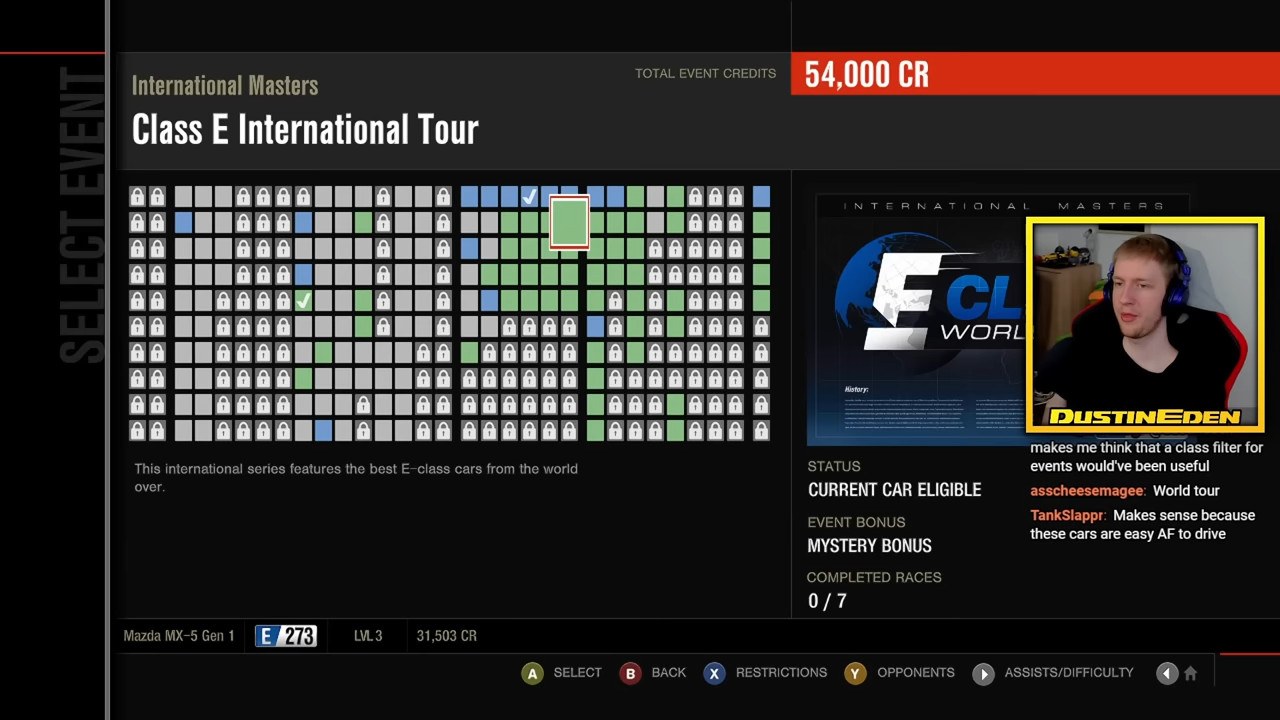 SELECT EVENT
International Masters
TOTAL EVENT CREDITS
54,000 CR
Class E International Tour
INTERNATIONAL MASTERS
E CL
WORL
History:
DUSTINEDEN
This international series features the best E-class cars from the world
over.
STATUS
CURRENT CAR ELIGIBLE
EVENT BONUS
MYSTERY BONUS
COMPLETED RACES
0 / 7
makes me think that a class filter for
events would've been useful
asscheesemagee: World tour
TankSlappr: Makes sense because
these cars are easy AF to drive
Mazda MX-5 Gen 1
E 273
LVL 3
31,503 CR
A SELECT
B BACK
X RESTRICTIONS
Y OPPONENTS
ASSISTS/DIFFICULTY